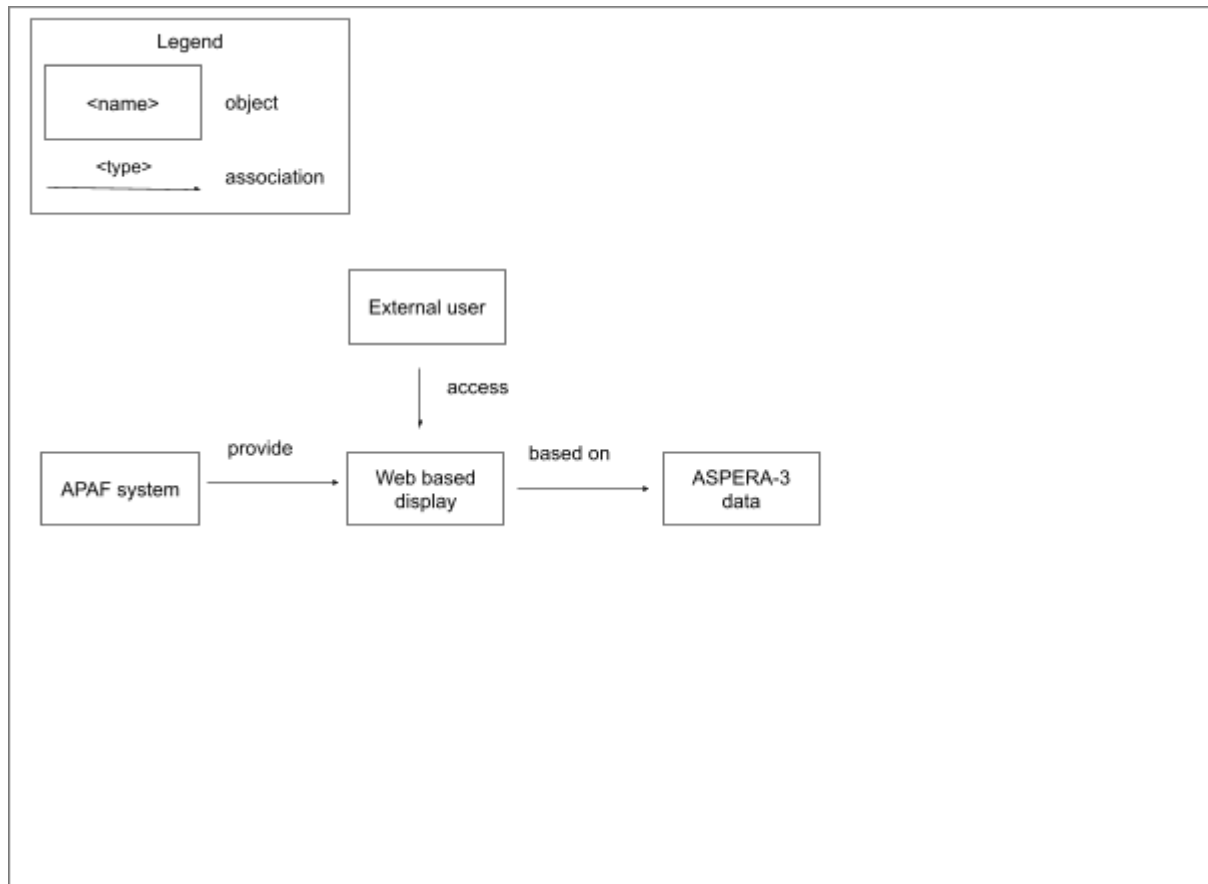 Legend
<name>
object
<type>
association
External user
access
provide
based on
APAF system
Web based
display
ASPERA-3
data